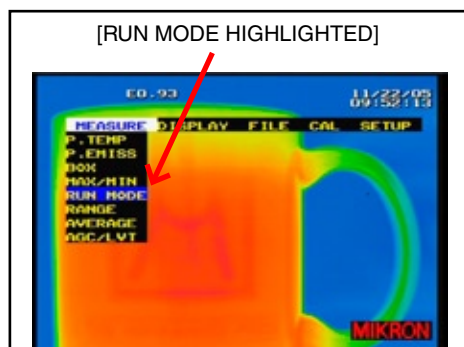 [RUN MODE HIGHLIGHTED]
E0.93 11/22/05
09:52:13
MEASURE DISPLAY FILE CAL SETUP
P.TEMP
P.EMISS
BOX
MAX/MIN
RUN MODE
RANGE
AVERAGE
AGC/LVT
MIKRON